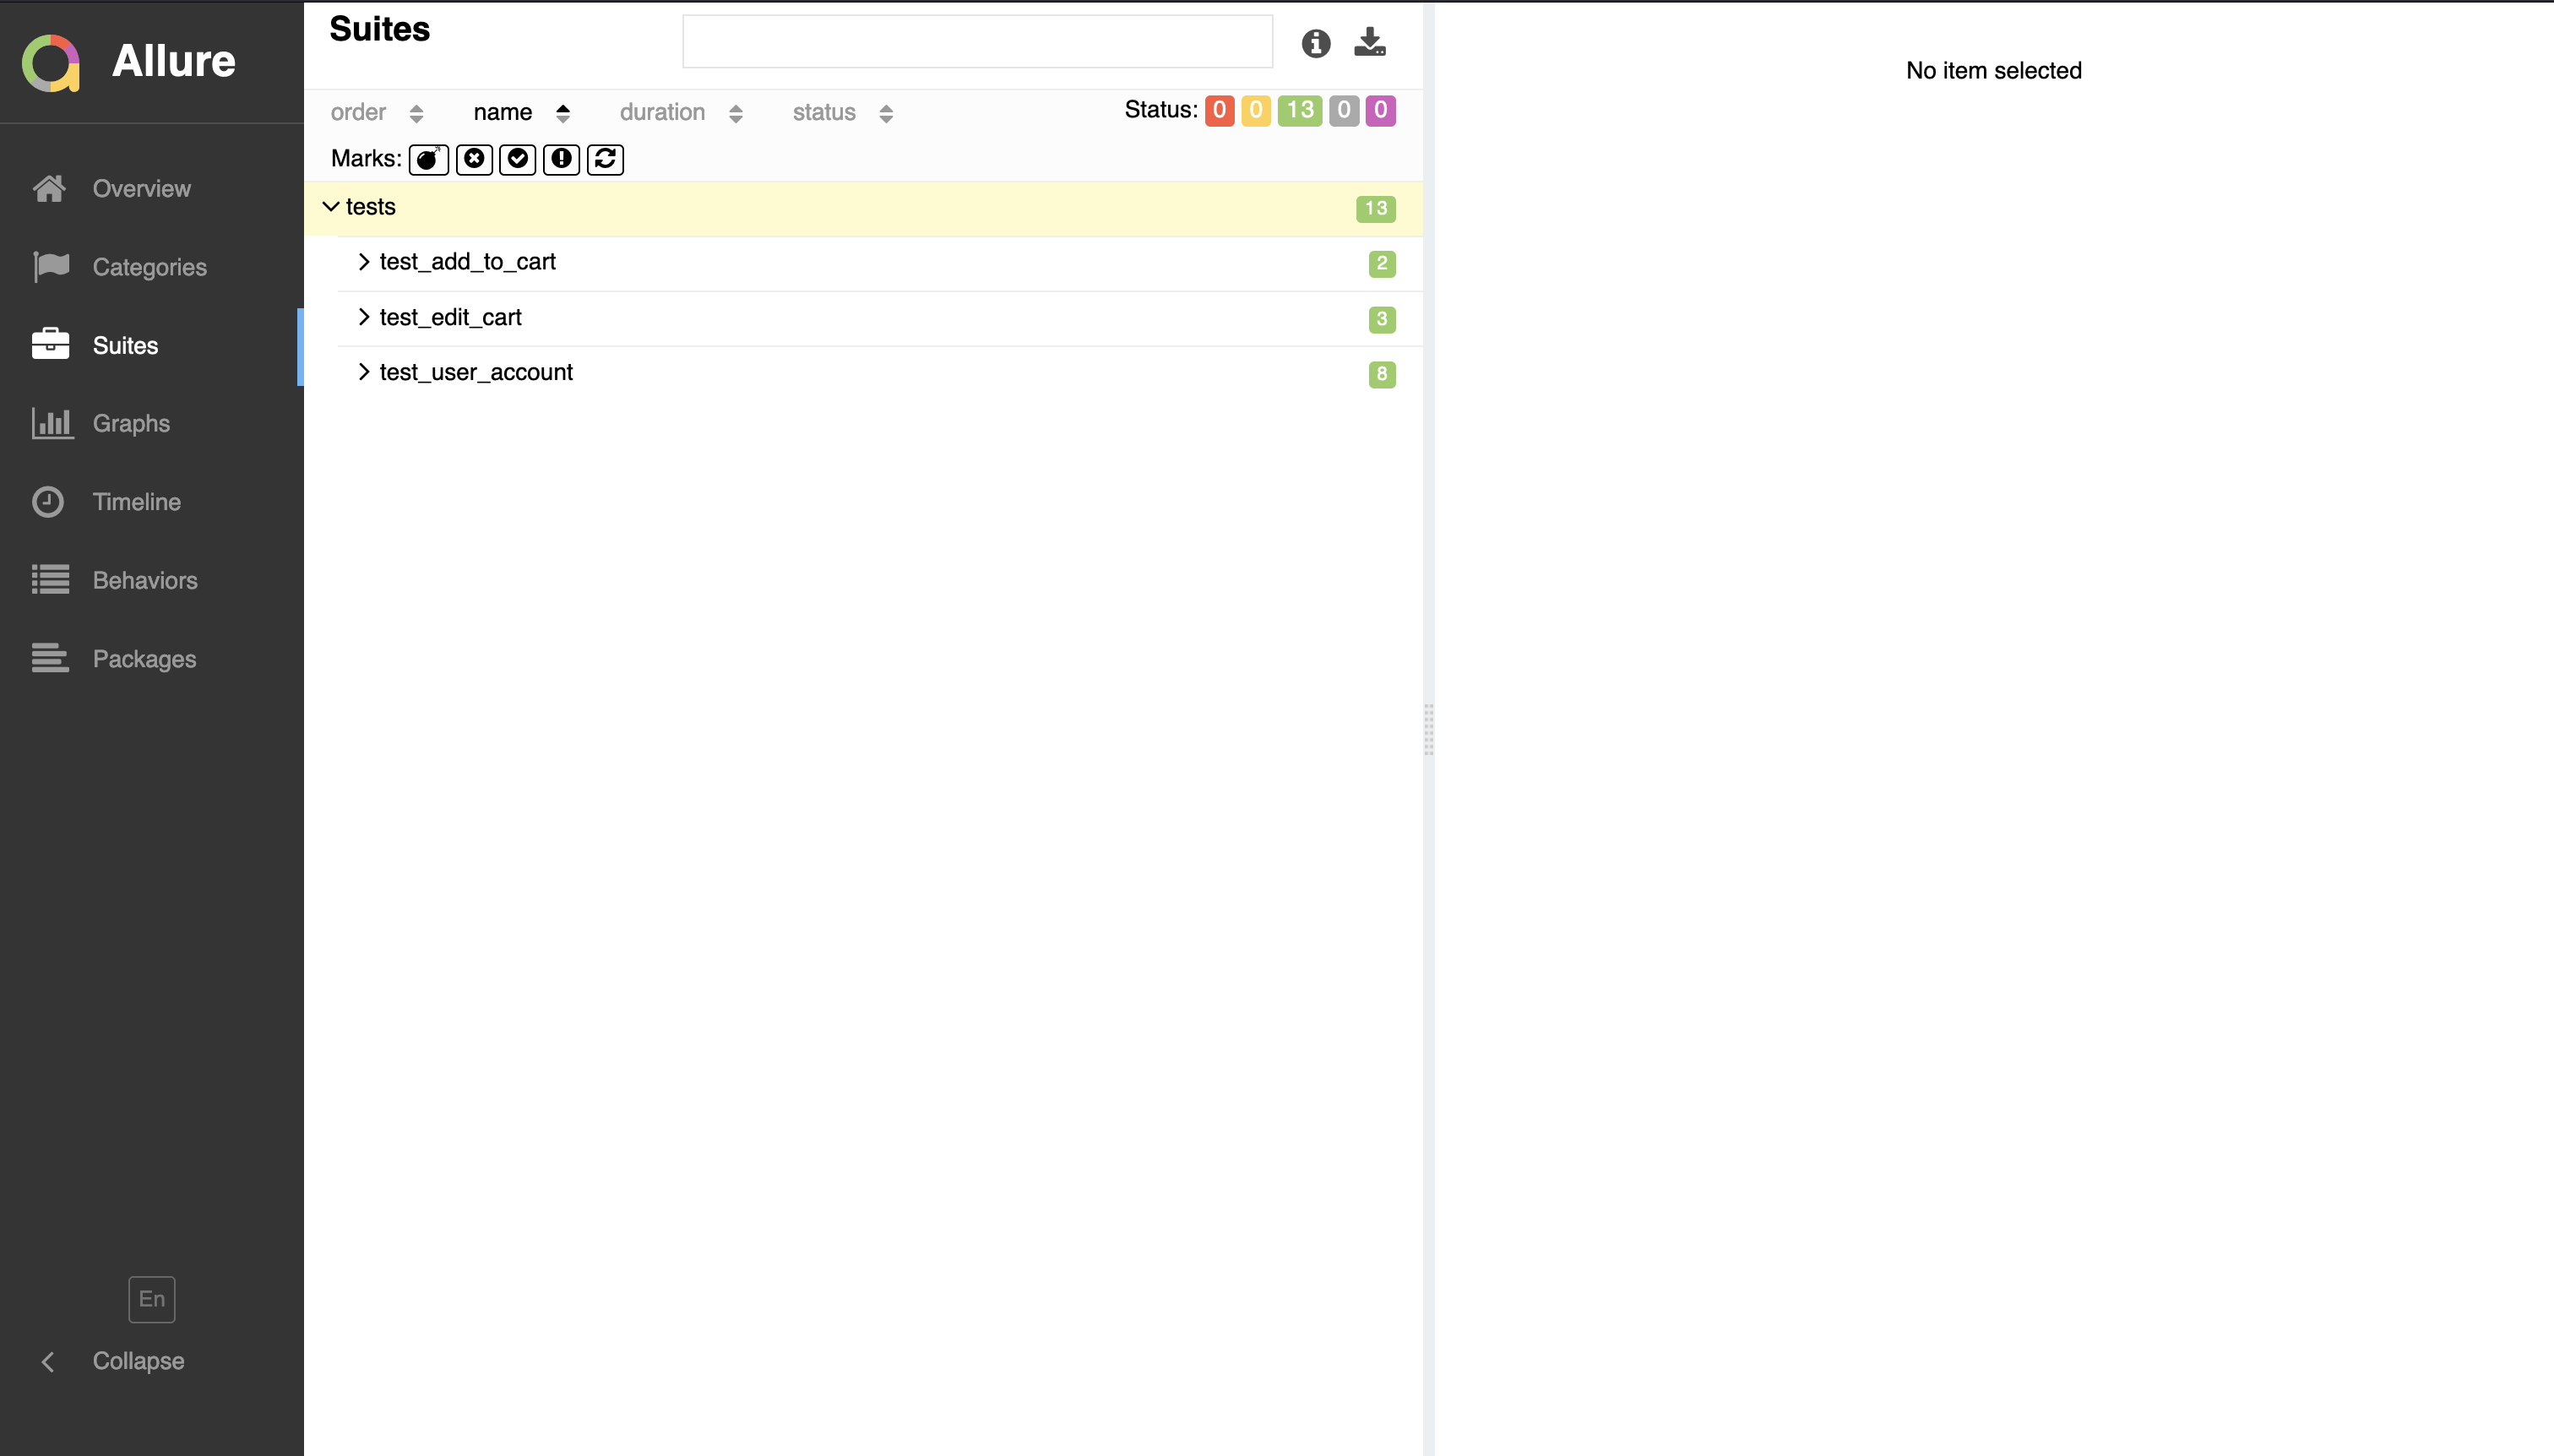 Allure
Overview
Categories
Suites
Graphs
Timeline
Behaviors
Packages
En
Collapse
Suites
order name duration status Status: 0 0 13 0 0
Marks:
tests 13
test_add_to_cart 2
test_edit_cart 3
test_user_account 8
No item selected